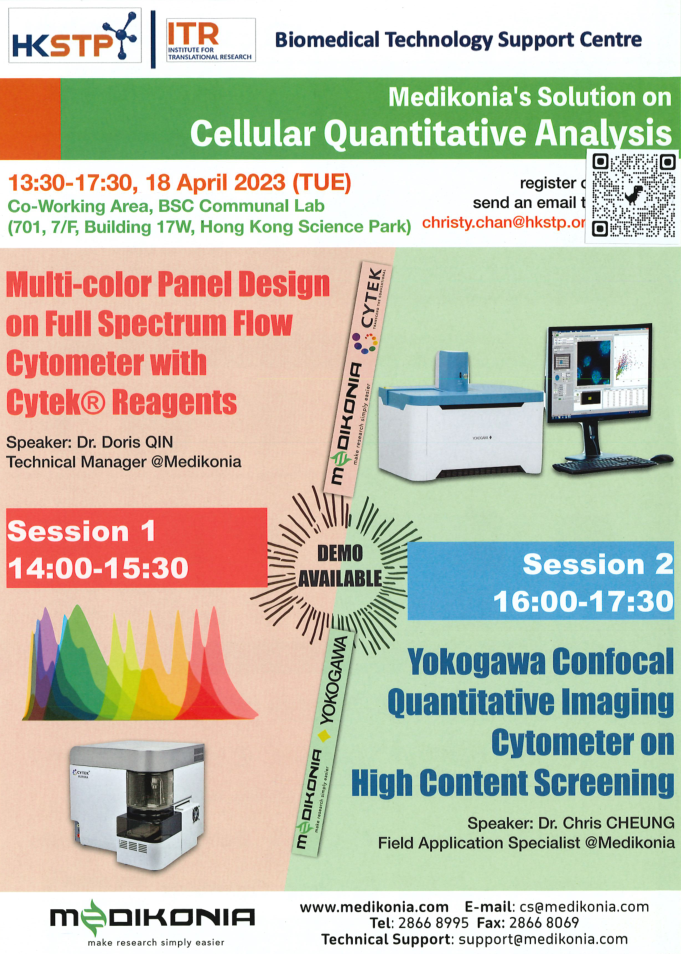 HKSTP
ITR
INSTITUTE FOR
TRANSLATIONAL RESEARCH
Biomedical Technology Support Centre
Medikonia's Solution on
Cellular Quantitative Analysis
13:30-17:30, 18 April 2023 (TUE)
Co-Working Area, BSC Communal Lab
(701, 7/F, Building 17W, Hong Kong Science Park)
register
send an email
christy.chan@hkstp.or
Multi-color Panel Design
on Full Spectrum Flow
Cytometer with
Cytek® Reagents
Speaker: Dr. Doris QIN
Technical Manager @Medikonia
MEDIKONIA
make research simply easier
CYTEK
YOKOGAWA
Session 1
14:00-15:30
DEMO
AVAILABLE
Session 2
16:00-17:30
MEDIKONIA
make research simply easier
YOKOGAWA
CYTEK
Yokogawa Confocal
Quantitative Imaging
Cytometer on
High Content Screening
Speaker: Dr. Chris CHEUNG
Field Application Specialist @Medikonia
MEDIKONIA
make research simply easier
www.medikonia.com E-mail: cs@medikonia.com
Tel: 2866 8995 Fax: 2866 8069
Technical Support: support@medikonia.com